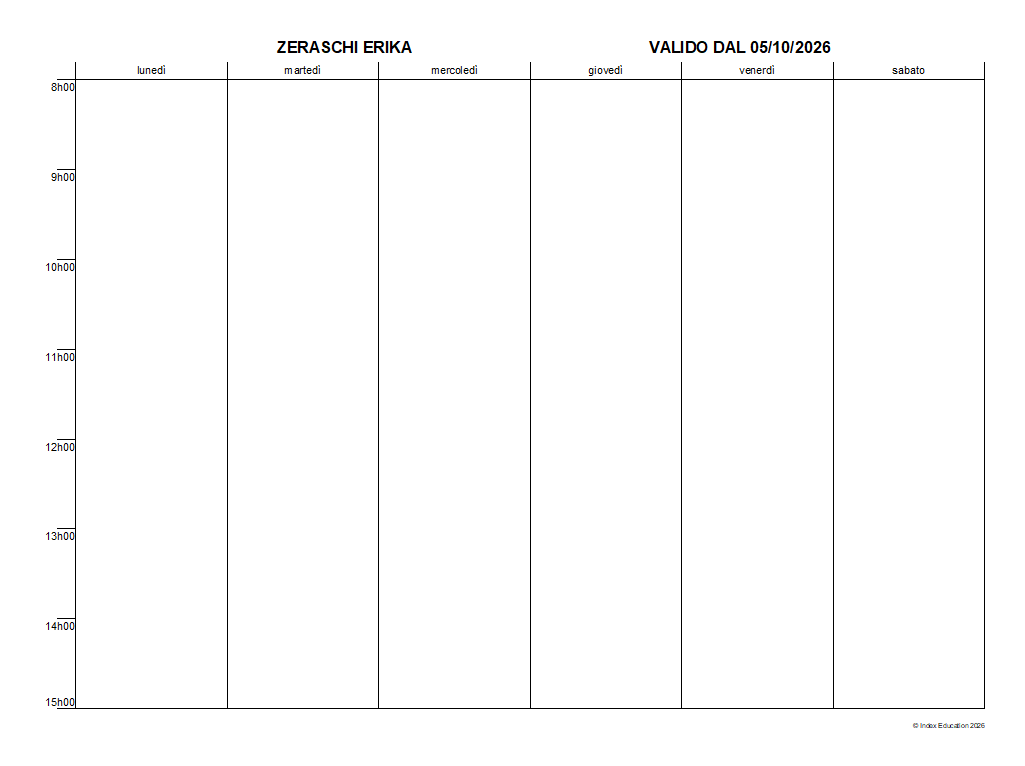 ZERASCHI ERIKA VALIDO DAL 05/10/2026
lunedì martedì mercoledì giovedì venerdì sabato
8h00
9h00
10h00
11h00
12h00
13h00
14h00
15h00
© Index Education 2026